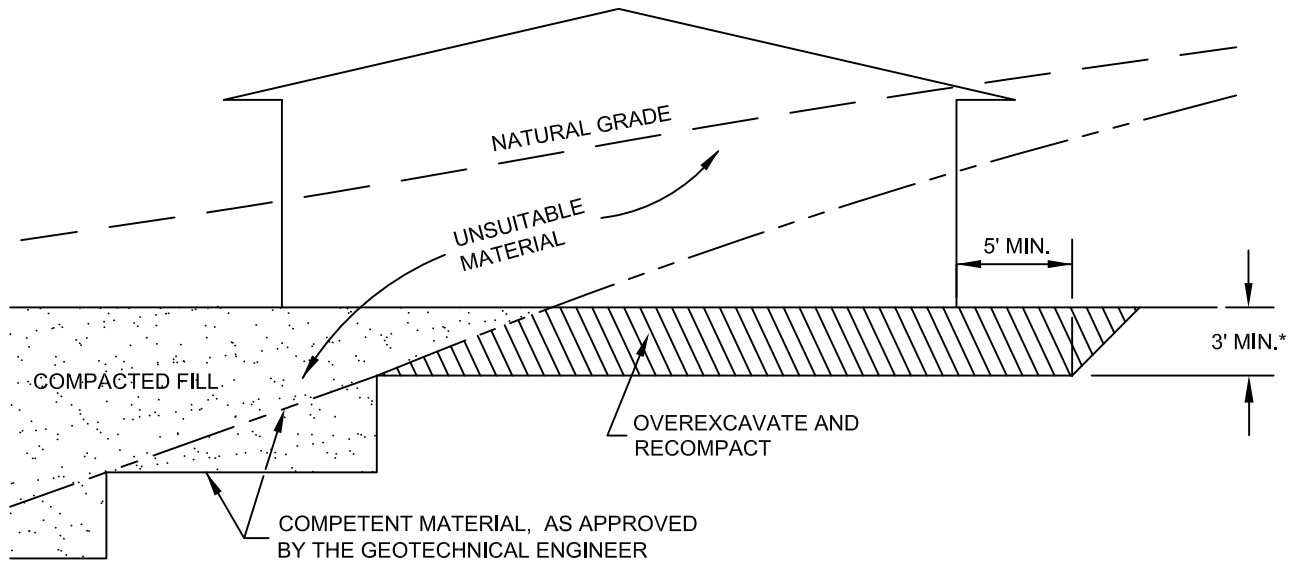 NATURAL GRADE
UNSUITABLE
MATERIAL
5' MIN.
3' MIN.*
COMPACTED FILL
OVEREXCAVATE AND
RECOMPACT
COMPETENT MATERIAL, AS APPROVED
BY THE GEOTECHNICAL ENGINEER